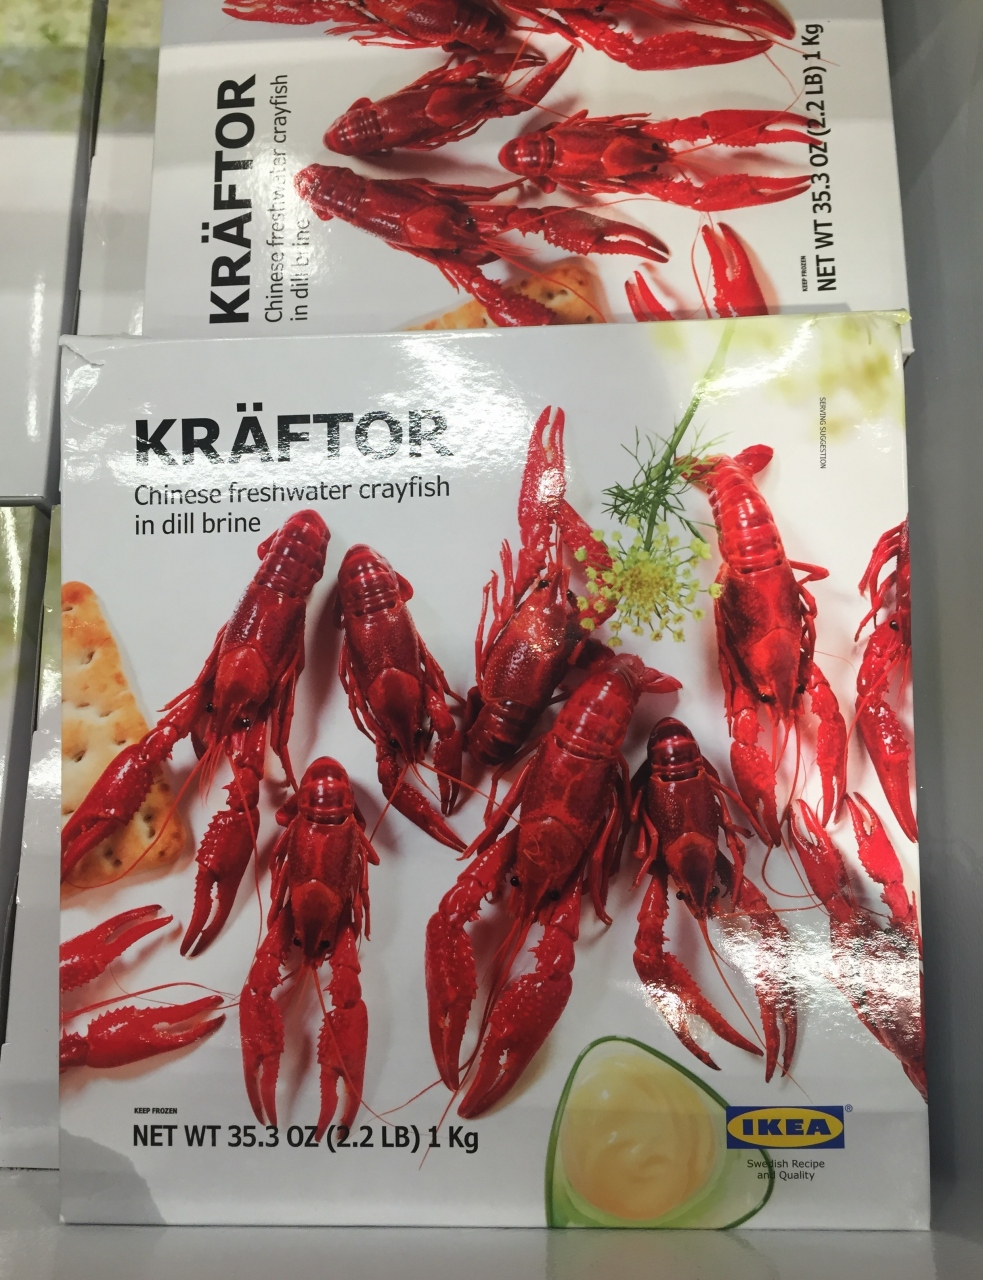 KRÄFTOR
Chinese freshwater crayfish
in dill brine
KEEP FROZEN
NET WT 35.3 OZ (2.2 LB) 1 Kg
KRÄFTOR
Chinese freshwater crayfish
in dill brine
SERVING SUGGESTION
KEEP FROZEN
NET WT 35.3 OZ (2.2 LB) 1 Kg
IKEA®
Swedish Recipe
and Quality